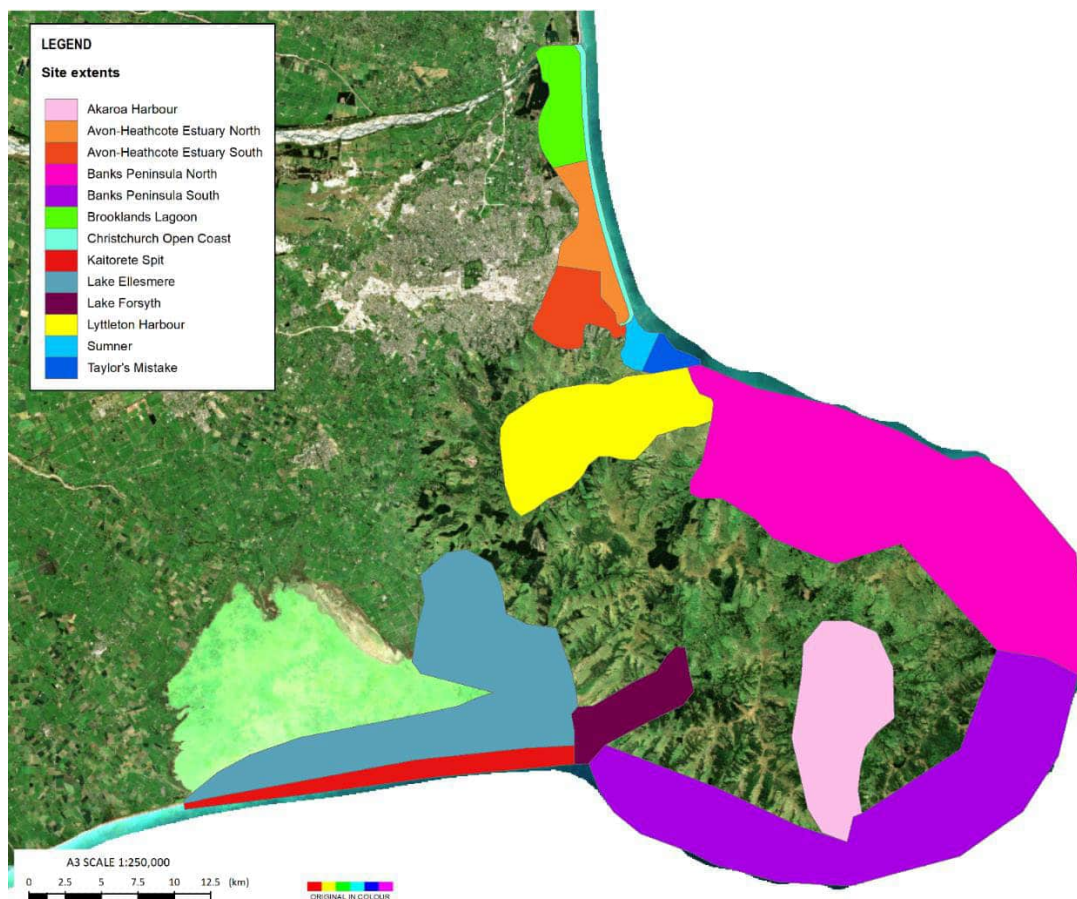 LEGEND
Site extents
Akaroa Harbour
Avon-Heathcote Estuary North
Avon-Heathcote Estuary South
Banks Peninsula North
Banks Peninsula South
Brooklands Lagoon
Christchurch Open Coast
Kaitorete Spit
Lake Ellesmere
Lake Forsyth
Lyttleton Harbour
Sumner
Taylor's Mistake
A3 SCALE 1:250,000
0 2.5 5 7.5 10 12.5 (km)
ORIGINAL IN COLOUR